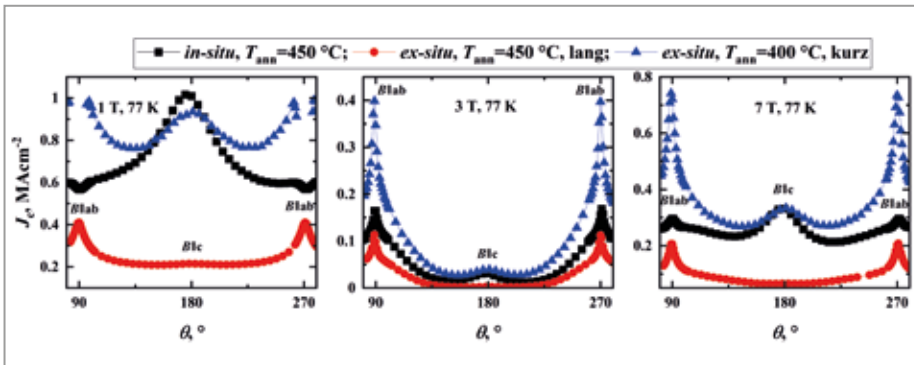 in-situ, Tann=450 °C; ex-situ, Tann=450 °C, lang; ex-situ, Tann=400 °C, kurz
Jc, MAcm-2
1
0.8
0.6
0.4
0.2
1 T, 77 K
B||ab
B||c
B||ab
90 180 270
θ, °
0.4
0.3
0.2
0.1
0
B||ab
3 T, 77 K
B||ab
B||c
90 180 270
θ, °
0.8
0.6
0.4
0.2
7 T, 77 K
B||ab
B||c
B||ab
90 180 270
θ, °